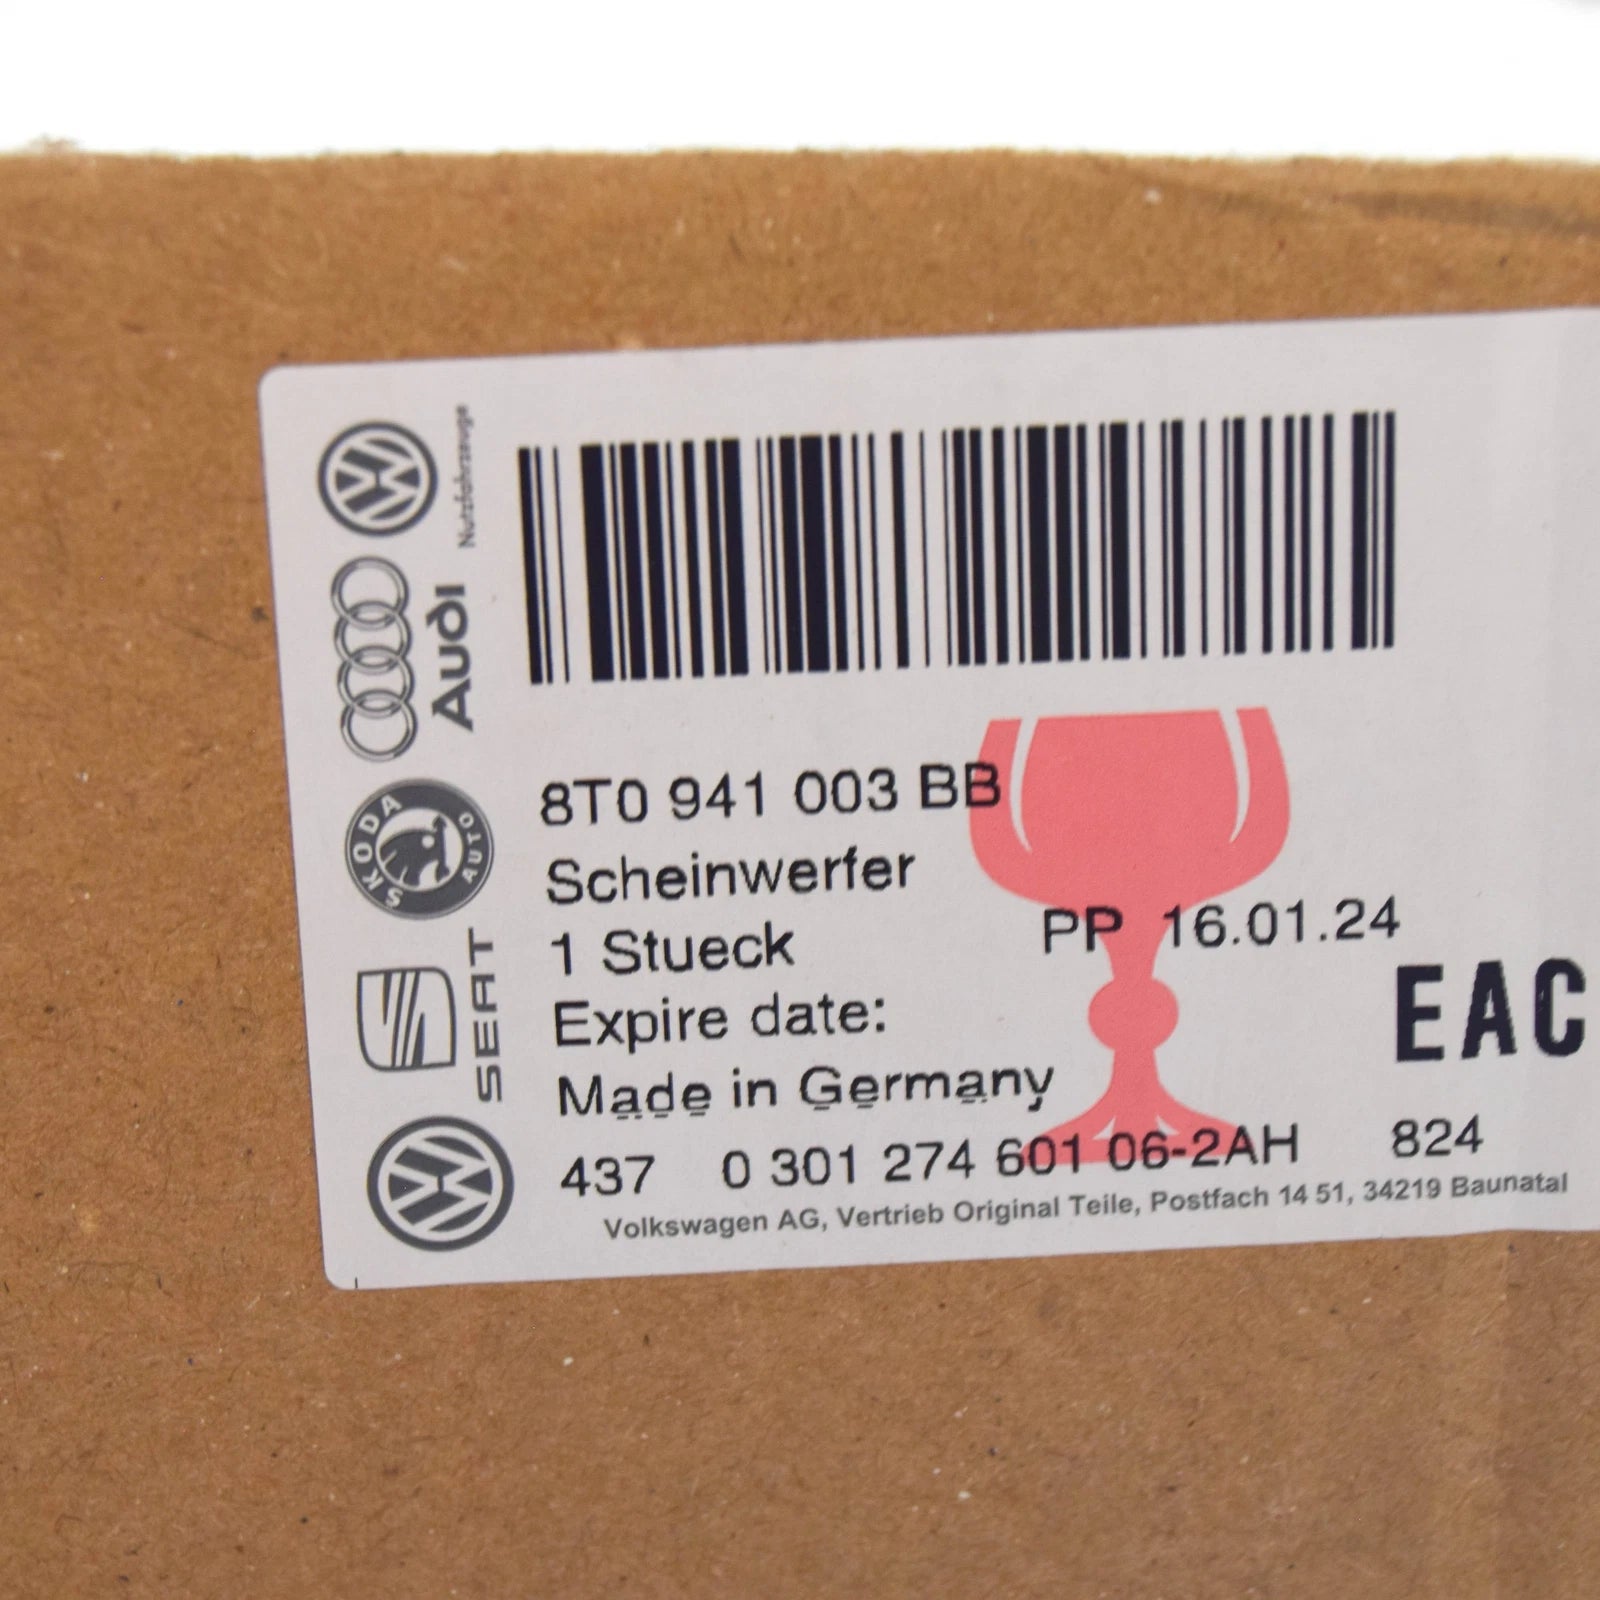 Nutzfahrzeuge
Audi
SKODA AUTO
SEAT
8T0 941 003 BB
Scheinwerfer
1 Stueck PP 16.01.24
Expire date:
EAC
Made in Germany
437 0 301 274 601 06-2AH 824
Volkswagen AG, Vertrieb Original Teile, Postfach 14 51, 34219 Baunatal